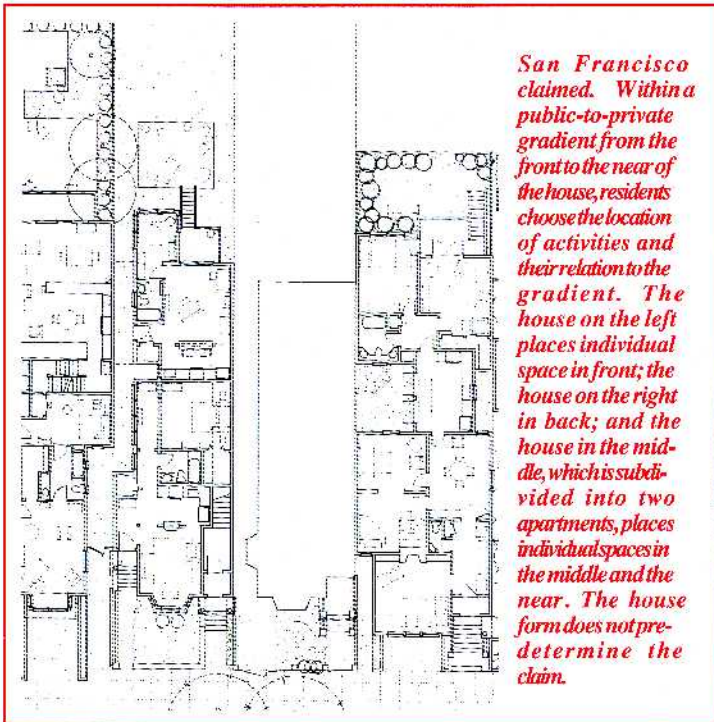 San Francisco
claimed. Within a
public-to-private
gradient from the
front to the near of
the house, residents
choose the location
of activities and
their relation to the
gradient. The
house on the left
places individual
space in front; the
house on the right
in back; and the
house in the mid-
dle, which is subdi-
vided into two
apartments, places
individual spaces in
the middle and the
near. The house
form does not pre-
determine the
claim.